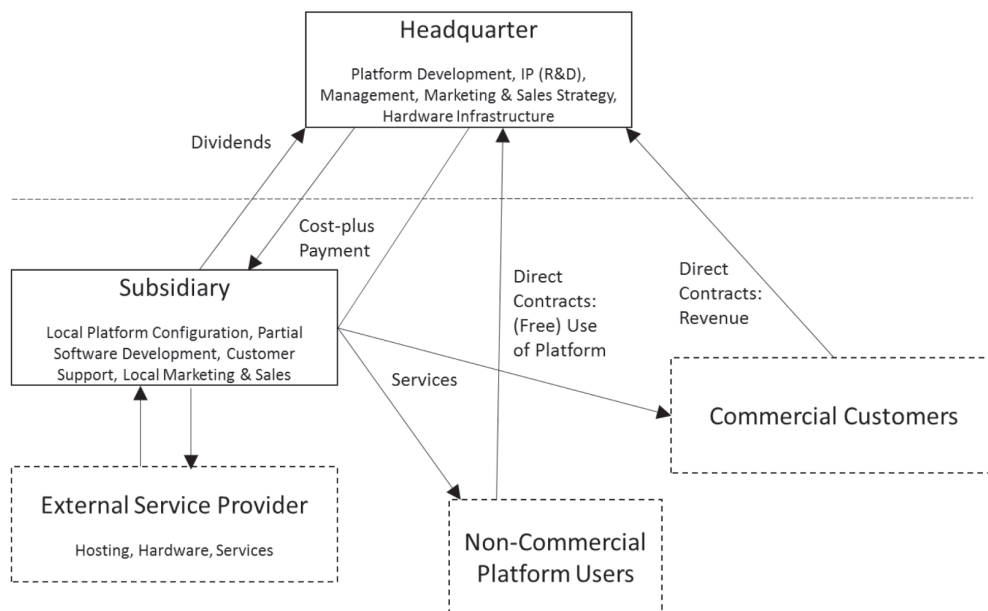 Headquarter
Platform Development, IP (R&D),
Management, Marketing & Sales Strategy,
Hardware Infrastructure
Dividends
Cost-plus
Payment
Subsidiary
Local Platform Configuration, Partial
Software Development, Customer
Support, Local Marketing & Sales
Direct
Contracts:
(Free) Use
of Platform
Direct
Contracts:
Revenue
Services
Commercial Customers
External Service Provider
Hosting, Hardware, Services
Non-Commercial
Platform Users